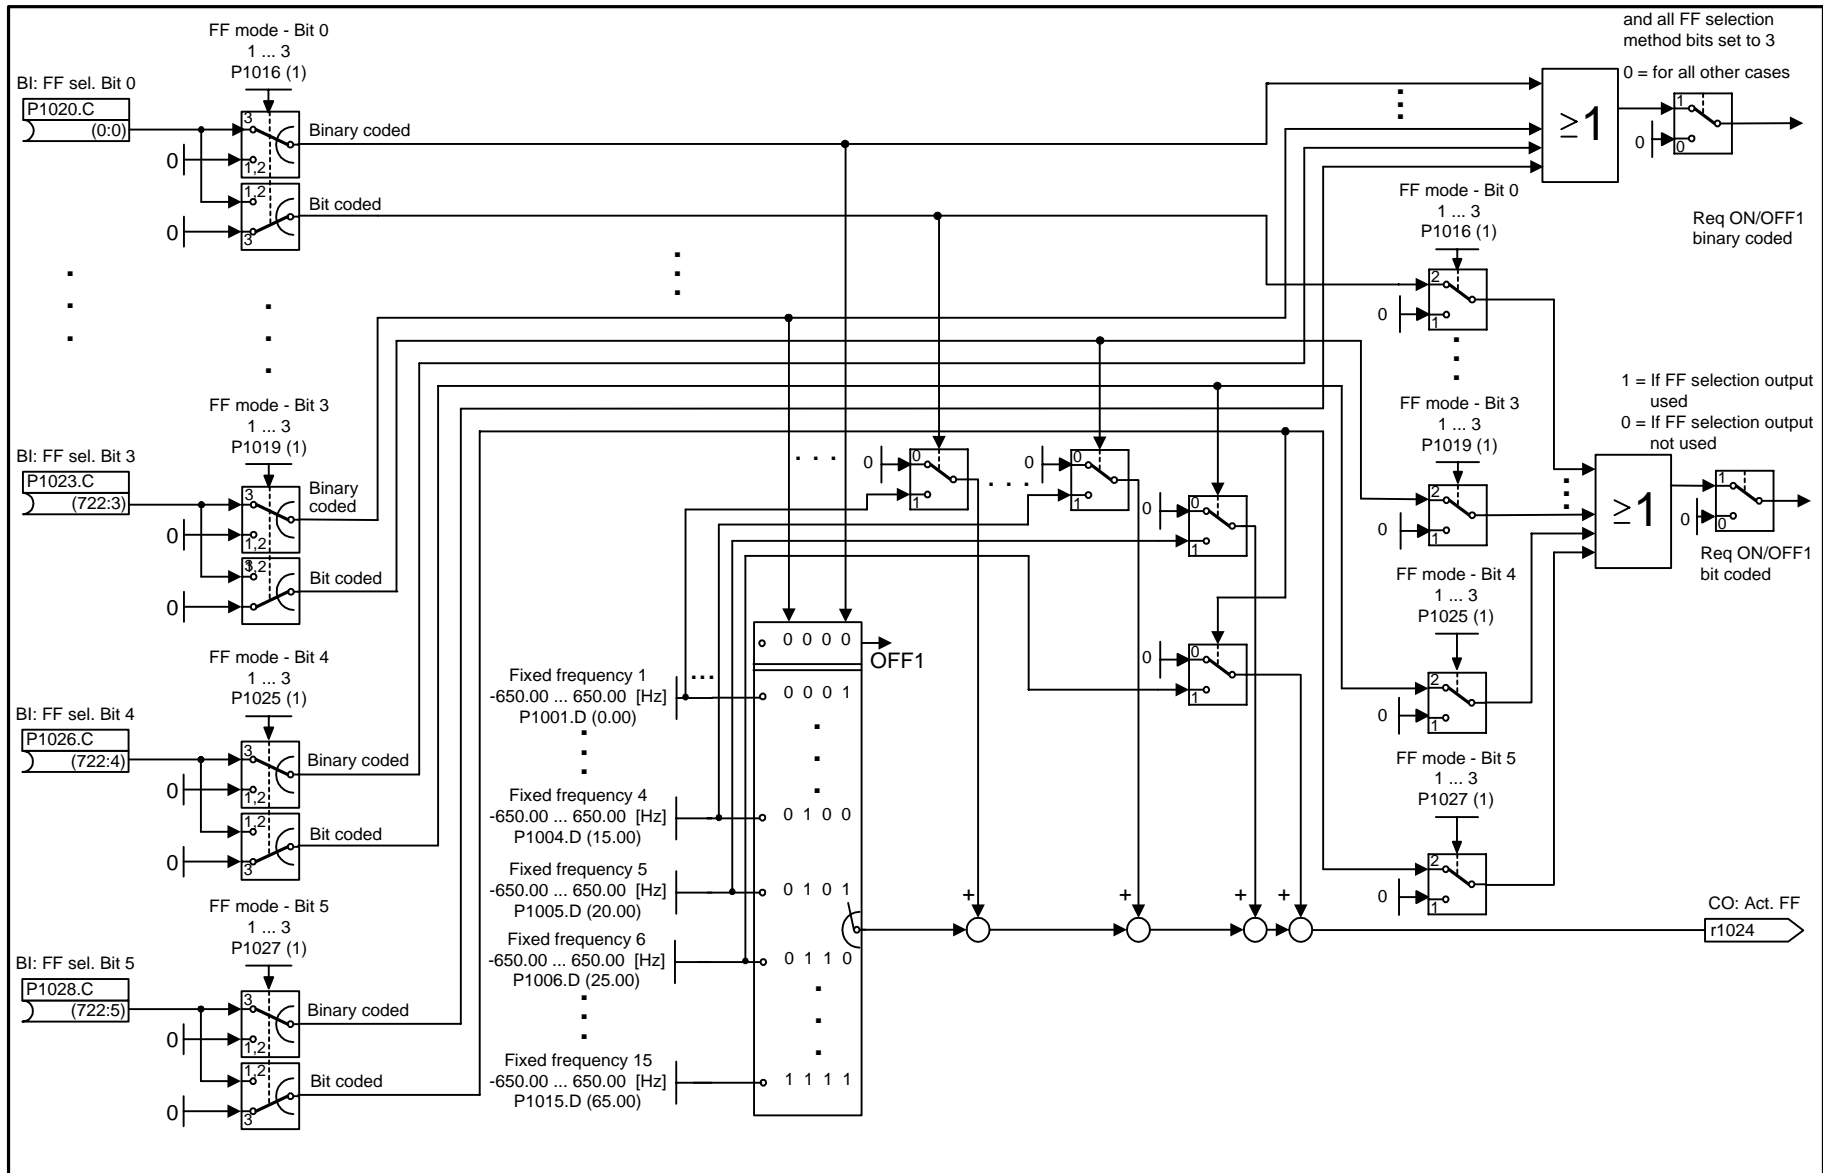 FF mode - Bit 0
1 ... 3
P1016 (1)
BI: FF sel. Bit 0
P1020.C
(0:0)
3
0
1,2
Binary coded
1,2
0
3
Bit coded
FF mode - Bit 3
1 ... 3
P1019 (1)
BI: FF sel. Bit 3
P1023.C
(722:3)
3
0
1,2
Binary
coded
3,2
0
Bit coded
FF mode - Bit 4
1 ... 3
P1025 (1)
BI: FF sel. Bit 4
P1026.C
(722:4)
3
0
1,2
Binary coded
1,2
0
3
Bit coded
FF mode - Bit 5
1 ... 3
P1027 (1)
BI: FF sel. Bit 5
P1028.C
(722:5)
3
0
1,2
Binary coded
1,2
0
3
Bit coded
. . .
0
0
1
. . .
0
0
1
0
0
1
0
0
1
0 0 0 0
OFF1
...
Fixed frequency 1
-650.00 ... 650.00 [Hz]
P1001.D (0.00)
0 0 0 1
Fixed frequency 4
-650.00 ... 650.00 [Hz]
P1004.D (15.00)
0 1 0 0
Fixed frequency 5
-650.00 ... 650.00 [Hz]
P1005.D (20.00)
0 1 0 1
Fixed frequency 6
-650.00 ... 650.00 [Hz]
P1006.D (25.00)
0 1 1 0
Fixed frequency 15
-650.00 ... 650.00 [Hz]
P1015.D (65.00)
1 1 1 1
+
+
+
+
and all FF selection
method bits set to 3
0 = for all other cases
≥1
1
0
0
Req ON/OFF1
binary coded
FF mode - Bit 0
1 ... 3
P1016 (1)
2
0
1
FF mode - Bit 3
1 ... 3
P1019 (1)
2
0
1
1 = If FF selection output
used
0 = If FF selection output
not used
≥1
1
0
0
Req ON/OFF1
bit coded
FF mode - Bit 4
1 ... 3
P1025 (1)
2
0
1
FF mode - Bit 5
1 ... 3
P1027 (1)
2
0
1
CO: Act. FF
r1024